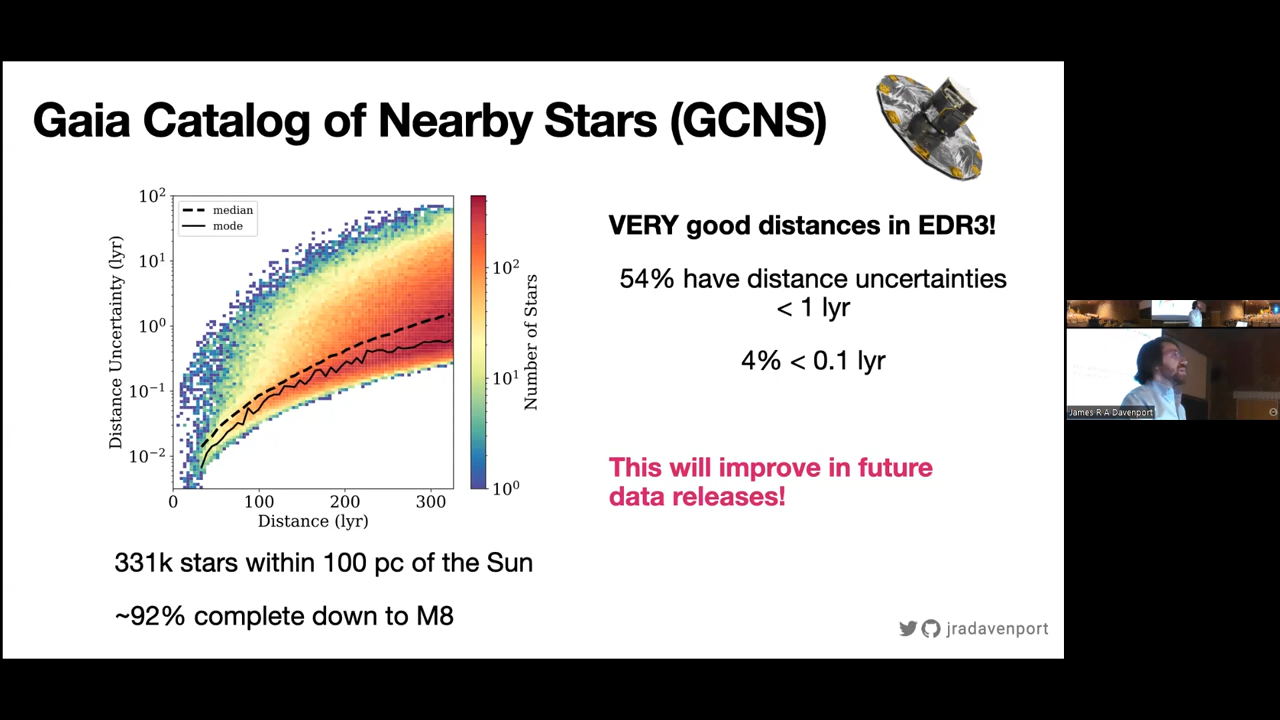 Gaia Catalog of Nearby Stars (GCNS)
10²
10¹
10⁰
10⁻¹
10⁻²
Distance Uncertainty (lyr)
median
mode
0
100
200
300
Distance (lyr)
10²
10¹
10⁰
Number of Stars
331k stars within 100 pc of the Sun
~92% complete down to M8
VERY good distances in EDR3!
54% have distance uncertainties
< 1 lyr
4% < 0.1 lyr
This will improve in future
data releases!
jradavenport
James R A Davenport